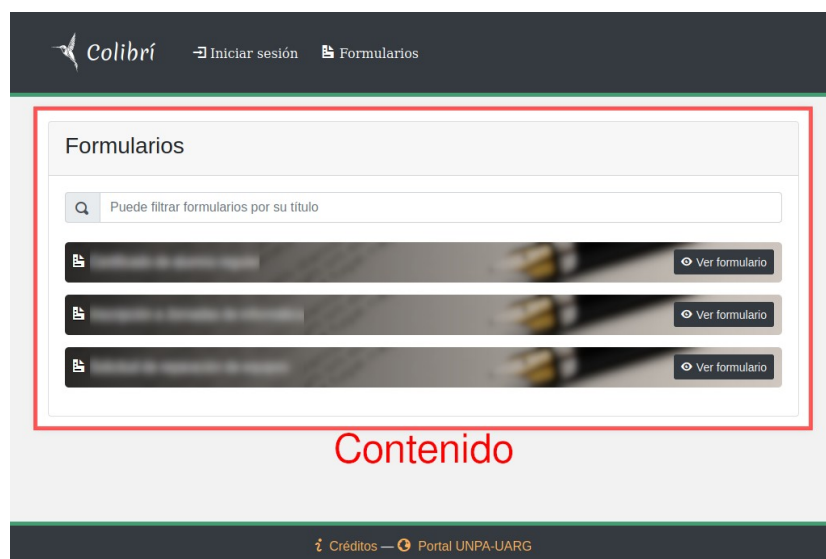 Colibrí Iniciar sesión Formularios
Formularios
Puede filtrar formularios por su título
Ver formulario
Ver formulario
Ver formulario
Contenido
Créditos — Portal UNPA-UARG